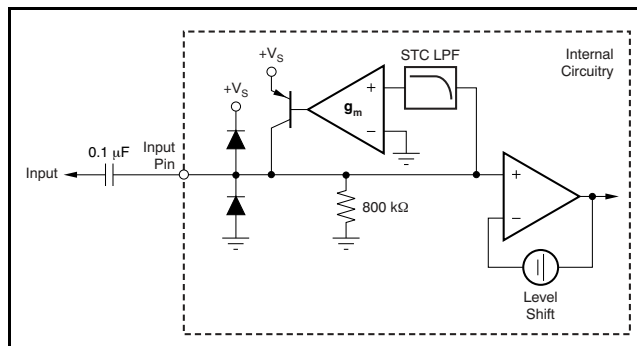 +V_S
STC LPF
Internal
Circuitry
+V_S
g_m
+
−
0.1 µF
Input
Pin
Input
800 kΩ
+
−
Level
Shift